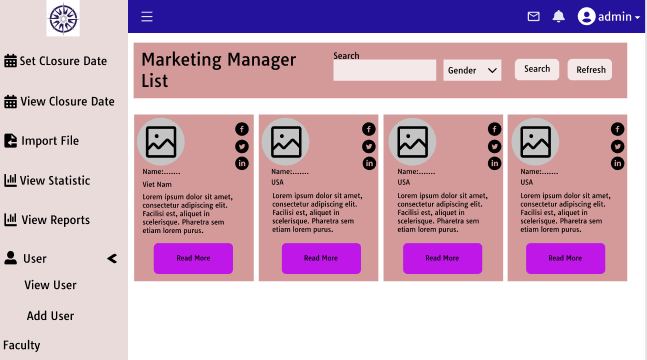 admin
Set CLosure Date
View Closure Date
Import File
View Statistic
View Reports
User
View User
Add User
Faculty
Marketing Manager
List
Search
Gender
Search
Refresh
Name:.......
Viet Nam
Lorem ipsum dolor sit amet,
consectetur adipiscing elit.
Facilisi est, aliquet in
scelerisque. Pharetra sem
etiam lorem purus.
Read More
Name:.......
USA
Lorem ipsum dolor sit amet,
consectetur adipiscing elit.
Facilisi est, aliquet in
scelerisque. Pharetra sem
etiam lorem purus.
Read More
Name:.......
USA
Lorem ipsum dolor sit amet,
consectetur adipiscing elit.
Facilisi est, aliquet in
scelerisque. Pharetra sem
etiam lorem purus.
Read More
Name:.......
USA
Lorem ipsum dolor sit amet,
consectetur adipiscing elit.
Facilisi est, aliquet in
scelerisque. Pharetra sem
etiam lorem purus.
Read More